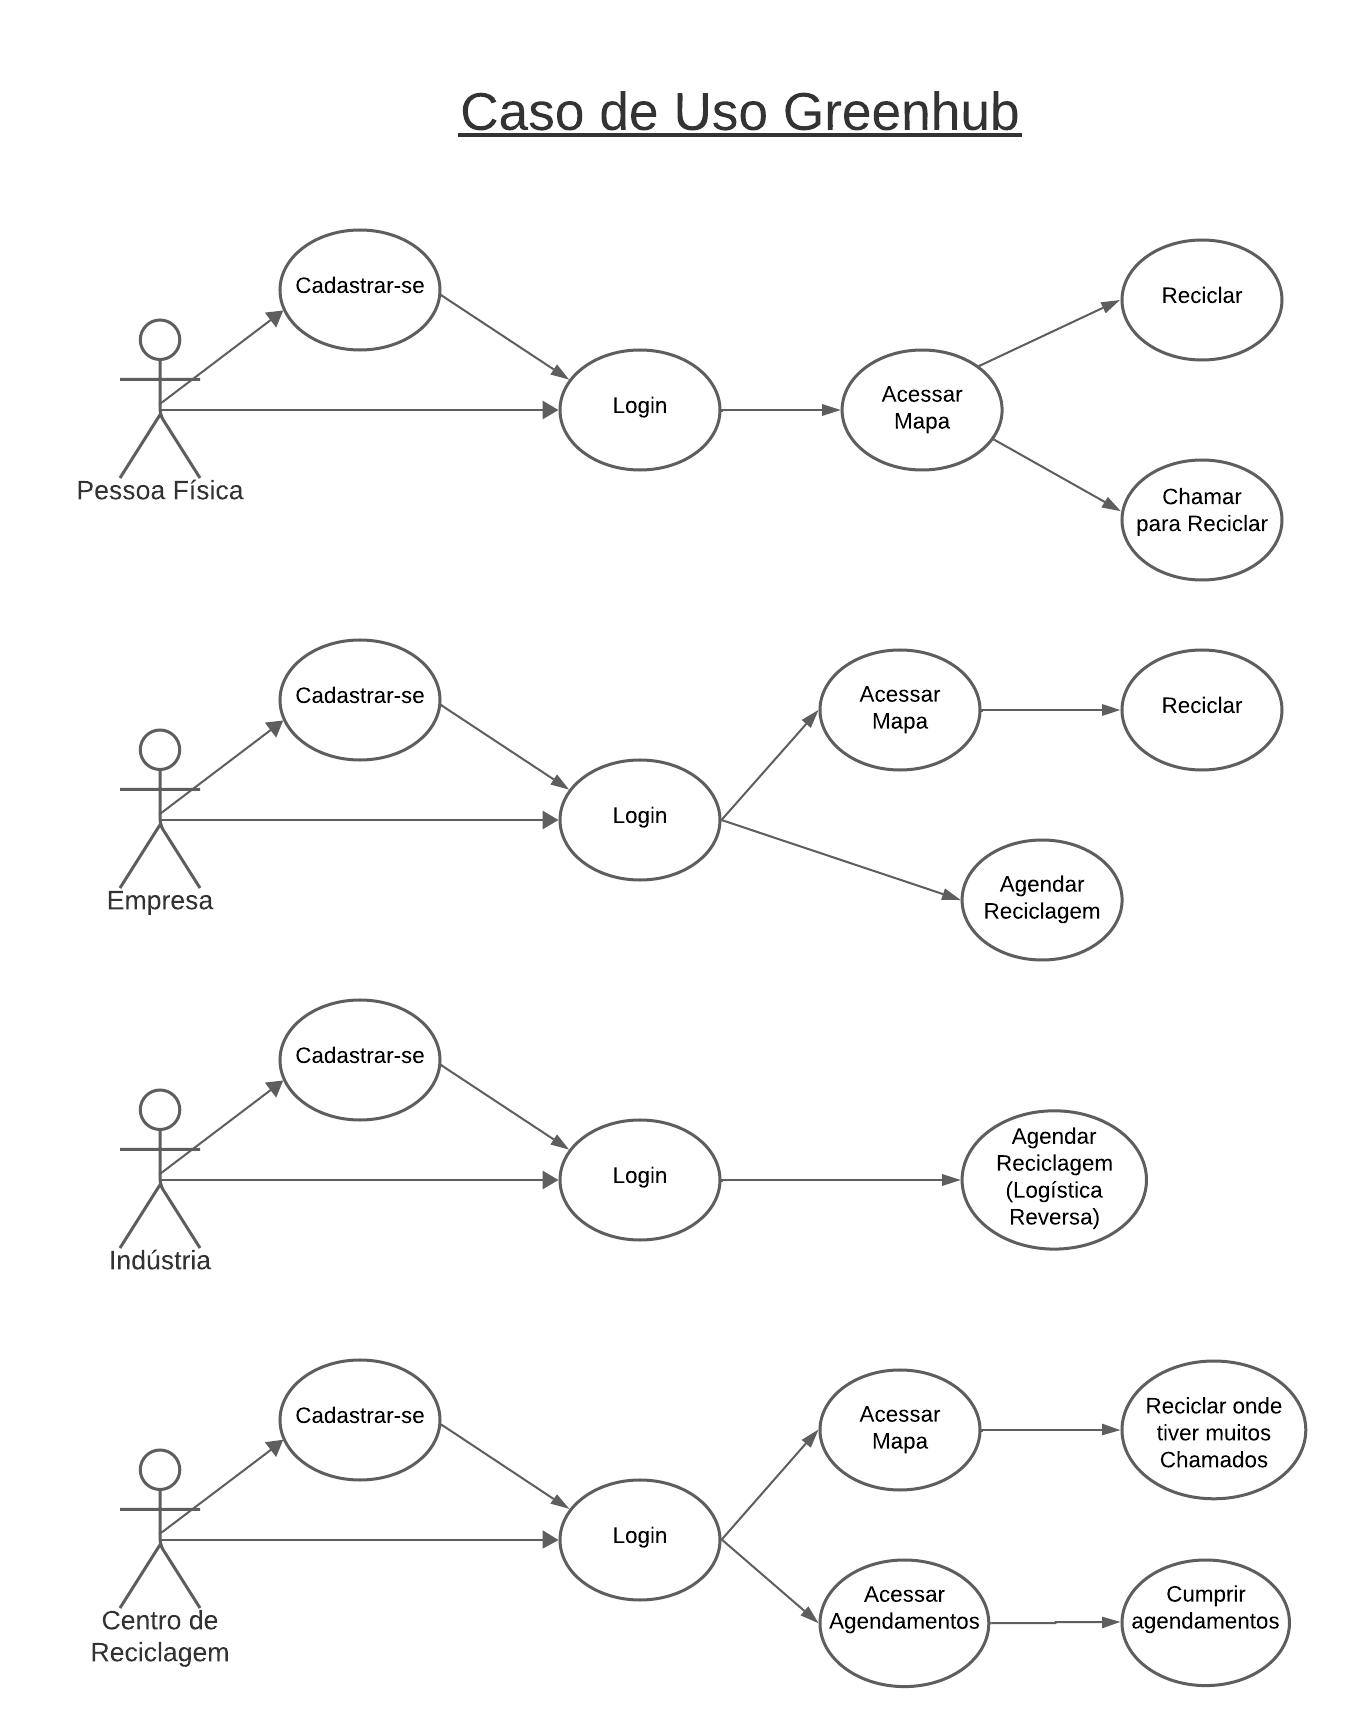 Caso de Uso Greenhub
Cadastrar-se
Reciclar
Login
Acessar
Mapa
Chamar
para Reciclar
Pessoa Física
Cadastrar-se
Acessar
Mapa
Reciclar
Login
Agendar
Reciclagem
Empresa
Cadastrar-se
Login
Agendar
Reciclagem
(Logística
Reversa)
Indústria
Cadastrar-se
Acessar
Mapa
Reciclar onde
tiver muitos
Chamados
Login
Acessar
Agendamentos
Cumprir
agendamentos
Centro de
Reciclagem